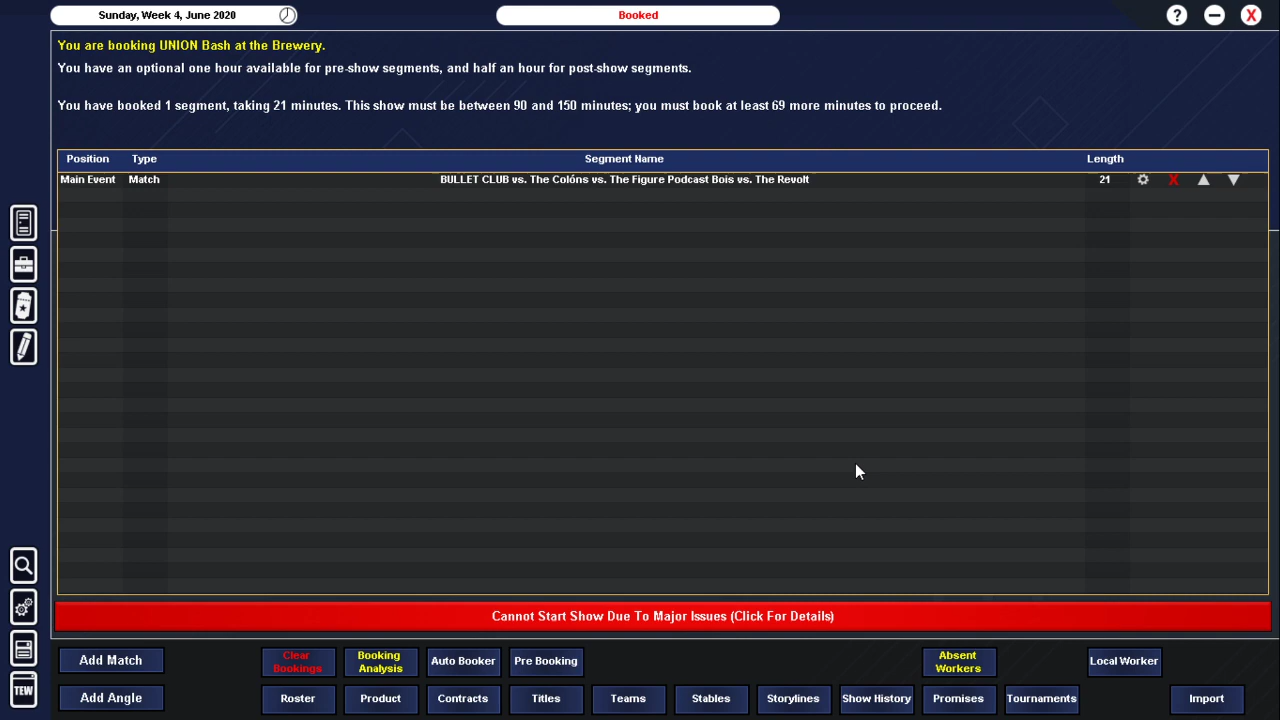 Sunday, Week 4, June 2020
Booked
?
X
You are booking UNION Bash at the Brewery.
You have an optional one hour available for pre-show segments, and half an hour for post-show segments.
You have booked 1 segment, taking 21 minutes. This show must be between 90 and 150 minutes; you must book at least 69 more minutes to proceed.
Position Type Segment Name Length
Main Event Match BULLET CLUB vs. The Colóns vs. The Figure Podcast Bois vs. The Revolt 21 X
Cannot Start Show Due To Major Issues (Click For Details)
Add Match
Clear Bookings
Booking Analysis
Auto Booker
Pre Booking
Absent Workers
Local Worker
TEW
Add Angle
Roster
Product
Contracts
Titles
Teams
Stables
Storylines
Show History
Promises
Tournaments
Import